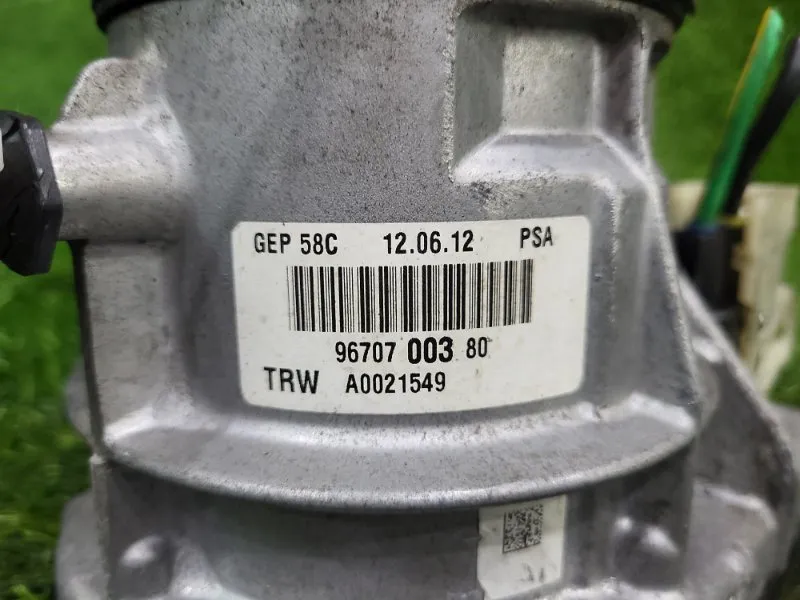 GEP 58C 12.06.12 PSA
96707 003 80
TRW A0021549